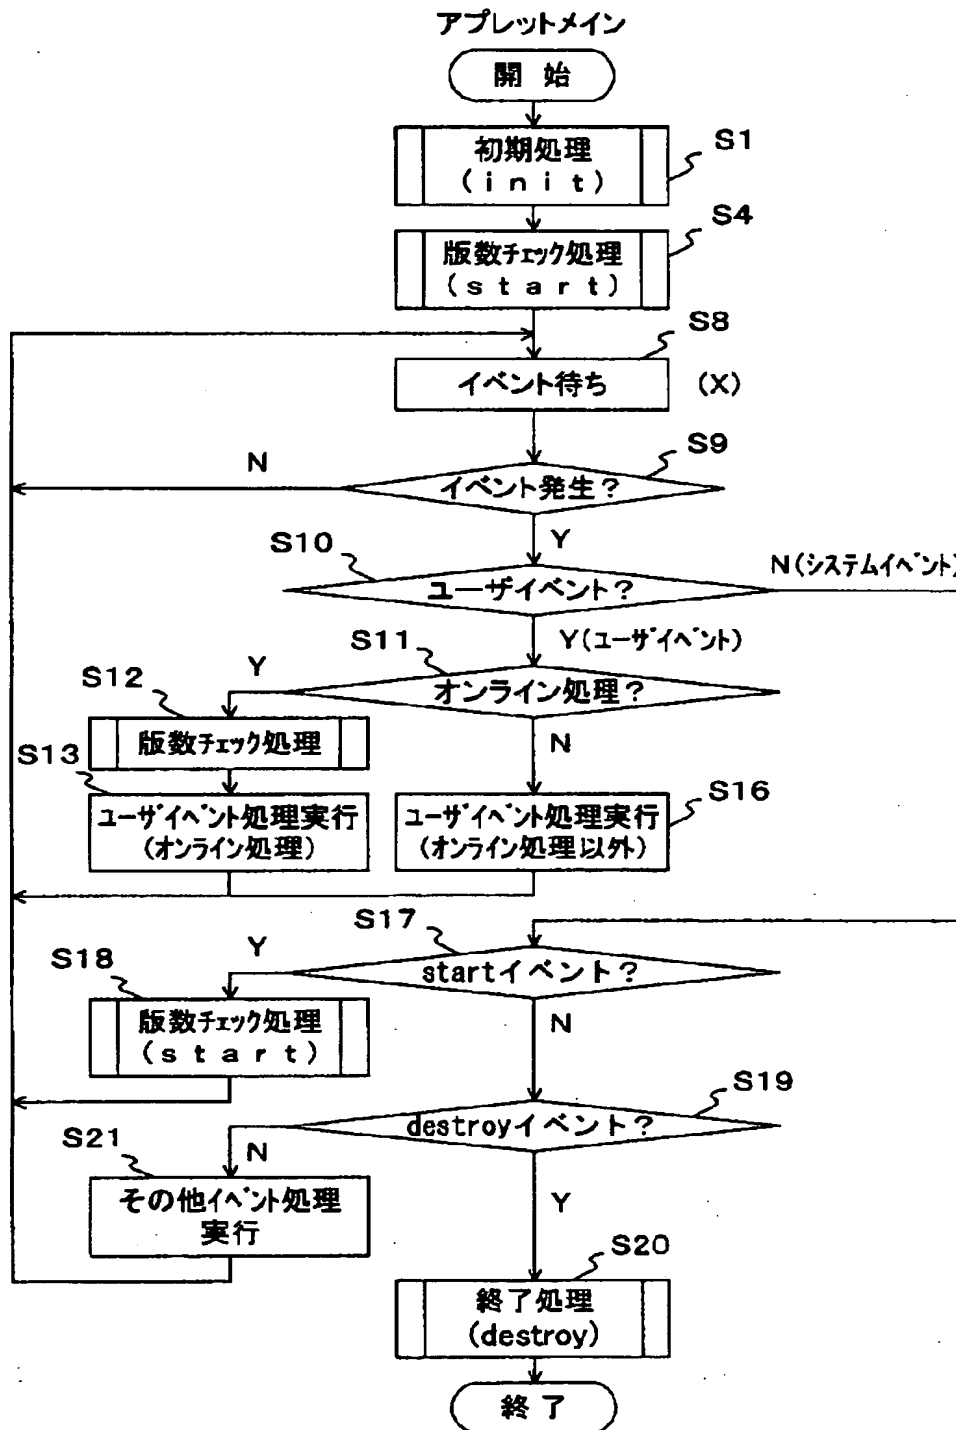 アプレットメイン
開 始
初期処理
(init)
S1
版数チェック処理
(start)
S4
イベント待ち
S8
(X)
イベント発生?
S9
N
Y
ユーザイベント?
S10
N(システムイベント)
Y(ユーザイベント)
オンライン処理?
S11
Y
N
版数チェック処理
S12
ユーザイベント処理実行
(オンライン処理)
S13
ユーザイベント処理実行
(オンライン処理以外)
S16
startイベント?
S17
Y
N
版数チェック処理
(start)
S18
destroyイベント?
S19
N
Y
その他イベント処理
実行
S21
終了処理
(destroy)
S20
終了